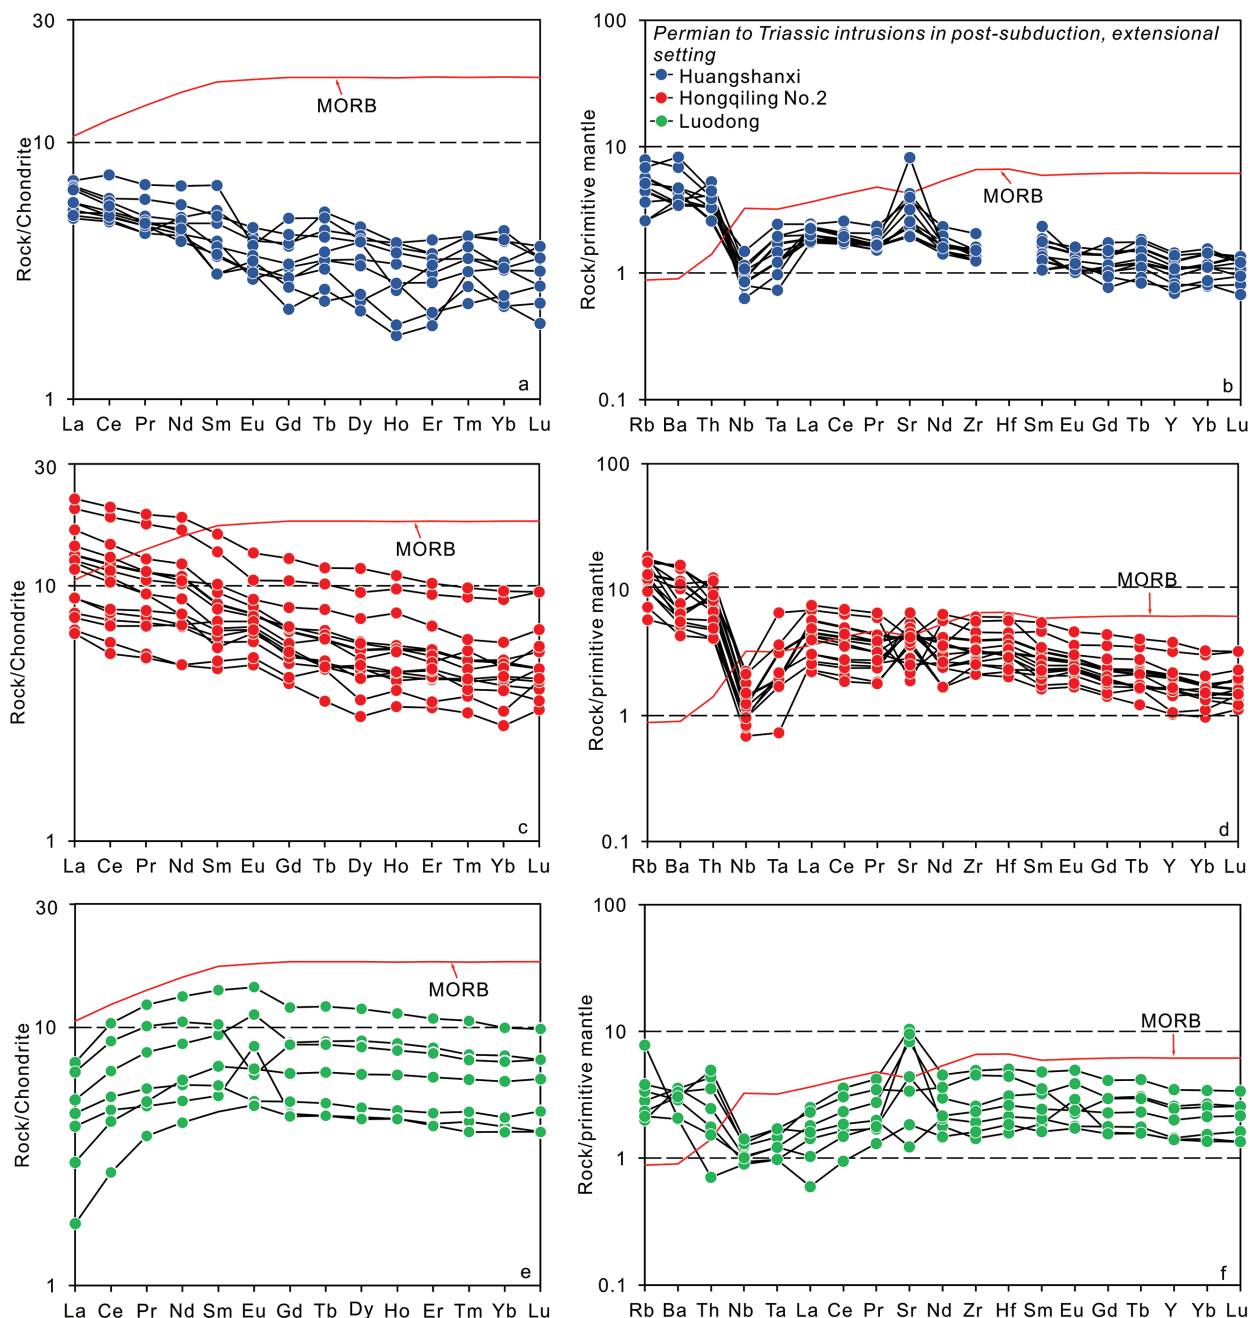 30
10
1
Rock/Chondrite
MORB
a
La Ce Pr Nd Sm Eu Gd Tb Dy Ho Er Tm Yb Lu
100
10
1
0.1
Rock/primitive mantle
Permian to Triassic intrusions in post-subduction, extensional
setting
Huangshanxi
Hongqiling No.2
Luodong
MORB
b
Rb Ba Th Nb Ta La Ce Pr Sr Nd Zr Hf Sm Eu Gd Tb Y Yb Lu
30
10
1
Rock/Chondrite
MORB
c
La Ce Pr Nd Sm Eu Gd Tb Dy Ho Er Tm Yb Lu
100
10
1
0.1
Rock/primitive mantle
MORB
d
Rb Ba Th Nb Ta La Ce Pr Sr Nd Zr Hf Sm Eu Gd Tb Y Yb Lu
30
10
1
Rock/Chondrite
MORB
e
La Ce Pr Nd Sm Eu Gd Tb Dy Ho Er Tm Yb Lu
100
10
1
0.1
Rock/primitive mantle
MORB
f
Rb Ba Th Nb Ta La Ce Pr Sr Nd Zr Hf Sm Eu Gd Tb Y Yb Lu